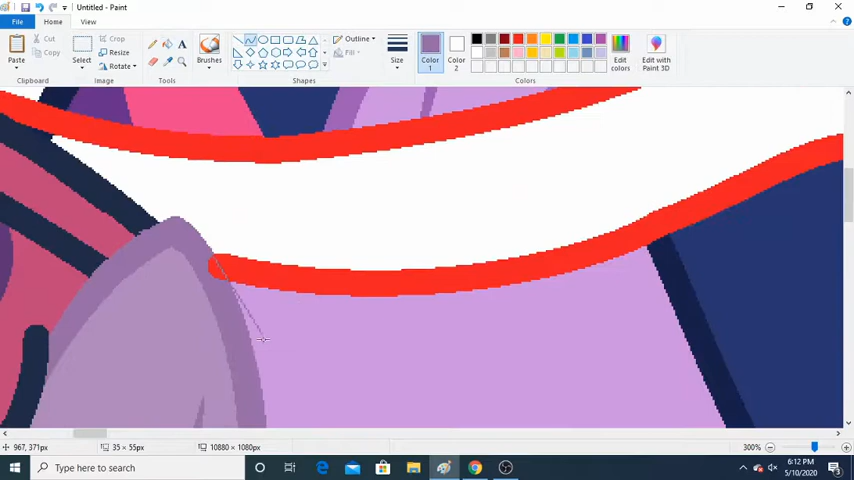 Untitled - Paint
File Home View
Cut
Copy
Paste
Clipboard
Crop
Resize
Rotate
Select
Image
A
Tools
Brushes
Outline
Fill
Shapes
Size
Color 1
Color 2
Edit colors
Colors
Edit with Paint 3D
967, 371px
35 × 55px
10880 × 1080px
300%
Type here to search
6:12 PM
5/10/2020